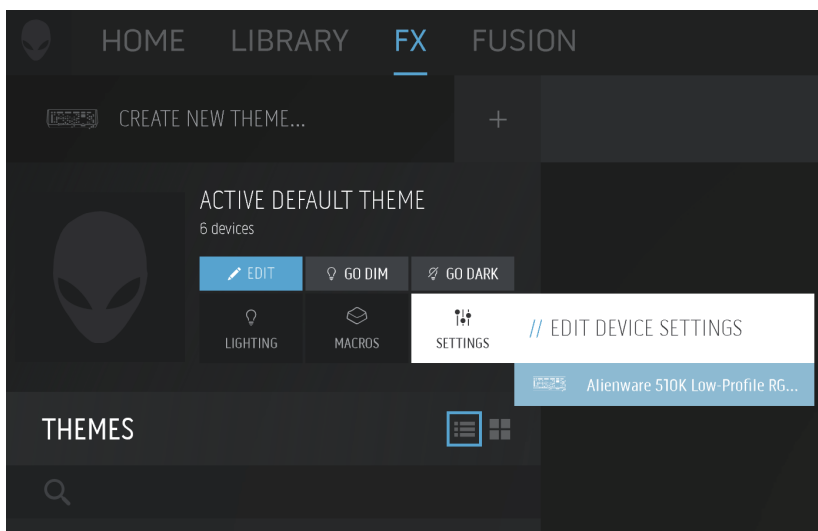 HOME LIBRARY FX FUSION
CREATE NEW THEME... +
ACTIVE DEFAULT THEME
6 devices
EDIT GO DIM GO DARK
LIGHTING MACROS SETTINGS // EDIT DEVICE SETTINGS
Alienware 510K Low-Profile RG...
THEMES